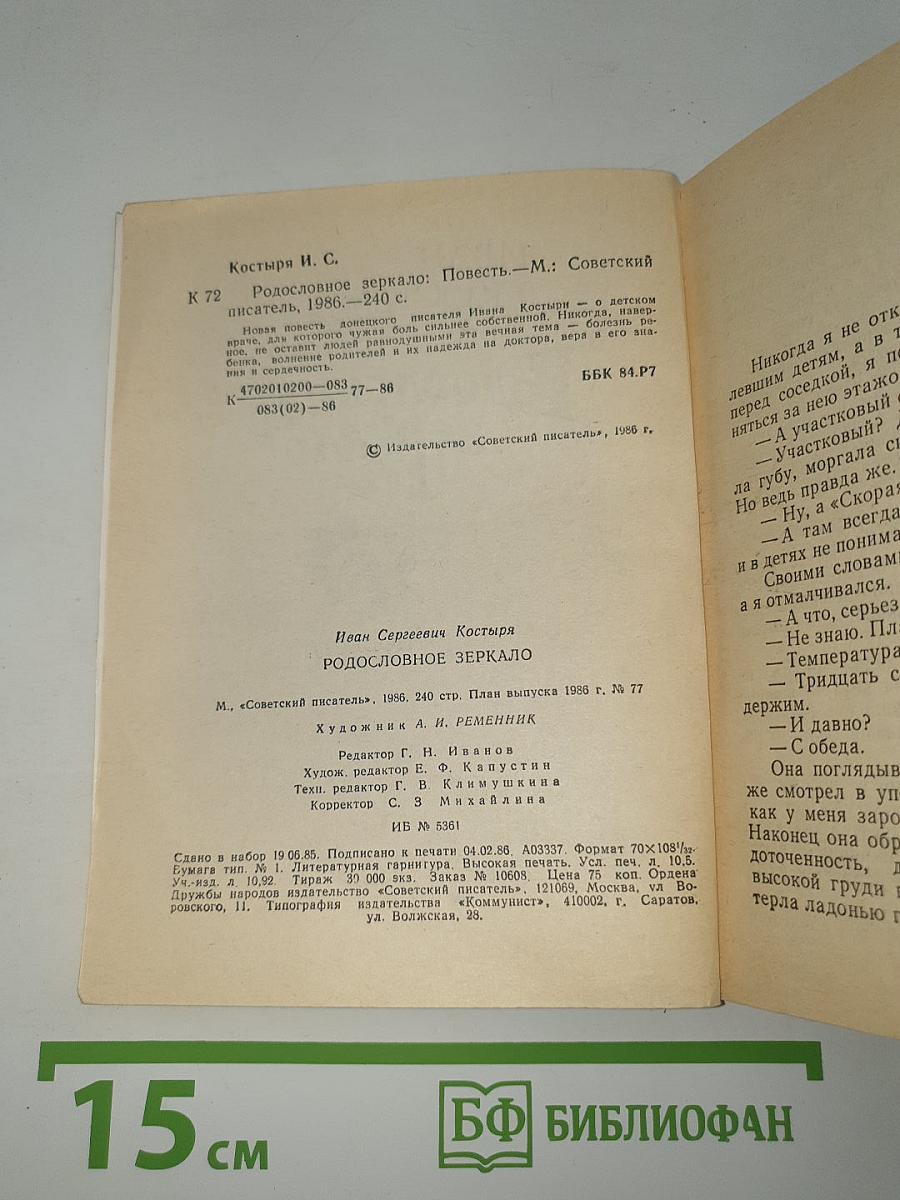 Костыря И. С.
К 72 Родословное зеркало: Повесть.—М.: Советский
писатель, 1986.—240 с.
Новая повесть донецкого писателя Ивана Костыри — о детском
враче, для которого чужая боль сильнее собственной. Никогда, навер-
ное, не оставит людей равнодушными эта вечная тема — болезнь ре-
бенка, волнение родителей и их надежда на доктора, вера в его зна-
ния и сердечность.
К 4702010200—083 77—86
083(02)—86
ББК 84.Р7
© Издательство «Советский писатель», 1986 г.
Иван Сергеевич Костыря
РОДОСЛОВНОЕ ЗЕРКАЛО
М., «Советский писатель», 1986, 240 стр. План выпуска 1986 г. № 77
Художник А. И. РЕМЕННИК
Редактор Г. Н. Иванов
Худож. редактор Е. Ф. Капустин
Техн. редактор Г. В. Климушкина
Корректор С. З Михайлина
ИБ № 5361
Сдано в набор 19 06.85. Подписано к печати 04.02.86. А03337. Формат 70×108 1/32.
Бумага тип. № 1. Литературная гарнитура. Высокая печать. Усл. печ. л. 10,5.
Уч.-изд. л. 10,92. Тираж 30 000 экз. Заказ № 10608. Цена 75 коп. Ордена
Дружбы народов издательство «Советский писатель», 121069, Москва, ул Во-
ровского, 11. Типография издательства «Коммунист», 410002, г. Саратов,
ул. Волжская, 28.
Никогда я не отк
левшим детям, а в т
перед соседкой, я по
няться за нею этажо
— А участковый
— Участковый?
ла губу, моргала
Но ведь правда же.
— Ну, а «Скорая
— А там всегда
и в детях не понима
Своими словам
а я отмалчивался.
— А что, серьез
— Не знаю. Пла
— Температура
— Тридцать с
держим.
— И давно?
— С обеда.
Она поглядыв
же смотрел в уп
как у меня заро
Наконец она обр
доточенность, д
высокой груди
терла ладонью
15 см
БФ БИБЛИОФАН